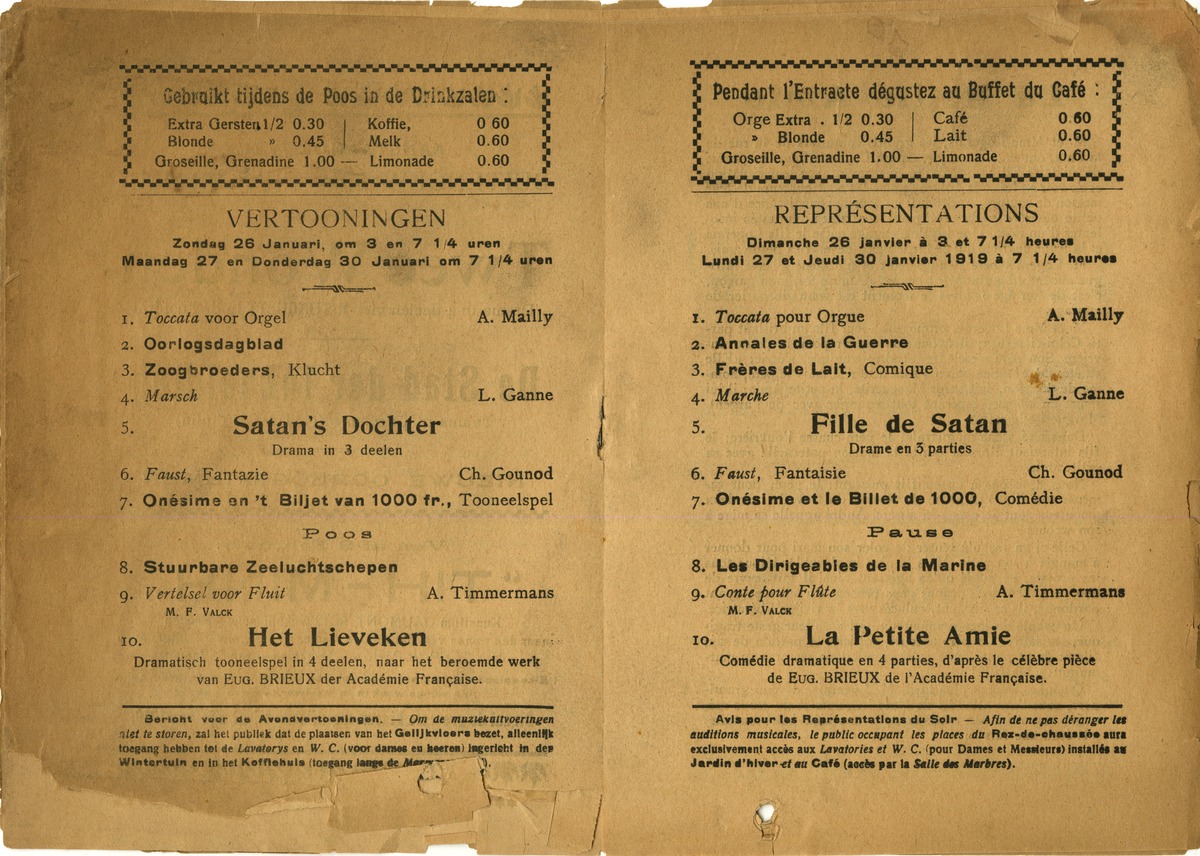 Gebruikt tijdens de Poos in de Drinkzalen :
Extra Gersten 1/2 0.30 | Koffie, 0 60
Blonde » 0.45 | Melk 0.60
Groseille, Grenadine 1.00 — Limonade 0.60
VERTOONINGEN
Zondag 26 Januari, om 3 en 7 1/4 uren
Maandag 27 en Donderdag 30 Januari om 7 1/4 uren
1. Toccata voor Orgel A. Mailly
2. Oorlogsdagblad
3. Zoogbroeders, Klucht
4. Marsch L. Ganne
5. Satan's Dochter
Drama in 3 deelen
6. Faust, Fantazie Ch. Gounod
7. Onésime en 't Biljet van 1000 fr., Tooneelspel
Poos
8. Stuurbare Zeeluchtschepen
9. Vertelsel voor Fluit A. Timmermans
M. F. VALCK
10. Het Lieveken
Dramatisch tooneelspel in 4 deelen, naar het beroemde werk
van EUG. BRIEUX der Académie Française.
Bericht voor de Avondvertooningen. — Om de muziekuitvoeringen
niet te storen, zal het publiek dat de plaatsen van het Gelijkvloers bezet, alleenlijk
toegang hebben tot de Lavatorys en W. C. (voor dames en heeren) ingericht in den
Wintertuin en in het Koffiehuis (toegang langs de
Pendant l'Entracte dégustez au Buffet du Café :
Orge Extra . 1/2 0.30 | Café 0.60
» Blonde 0.45 | Lait 0.60
Groseille, Grenadine 1.00 — Limonade 0.60
REPRÉSENTATIONS
Dimanche 26 janvier à 3 et 7 1/4 heures
Lundi 27 et Jeudi 30 janvier 1919 à 7 1/4 heures
1. Toccata pour Orgue A. Mailly
2. Annales de la Guerre
3. Frères de Lait, Comique
4. Marche L. Ganne
5. Fille de Satan
Drame en 3 parties
6. Faust, Fantaisie Ch. Gounod
7. Onésime et le Billet de 1000, Comédie
Pause
8. Les Dirigeables de la Marine
9. Conte pour Flûte A. Timmermans
M. F. VALCK
10. La Petite Amie
Comédie dramatique en 4 parties, d'après le célèbre pièce
de EUG. BRIEUX de l'Académie Française.
Avis pour les Représentations du Soir — Afin de ne pas déranger les
auditions musicales, le public occupant les places du Rez-de-chaussée aura
exclusivement accès aux Lavatories et W. C. (pour Dames et Messieurs) installés au
Jardin d'hiver et au Café (accès par la Salle des Marbres).